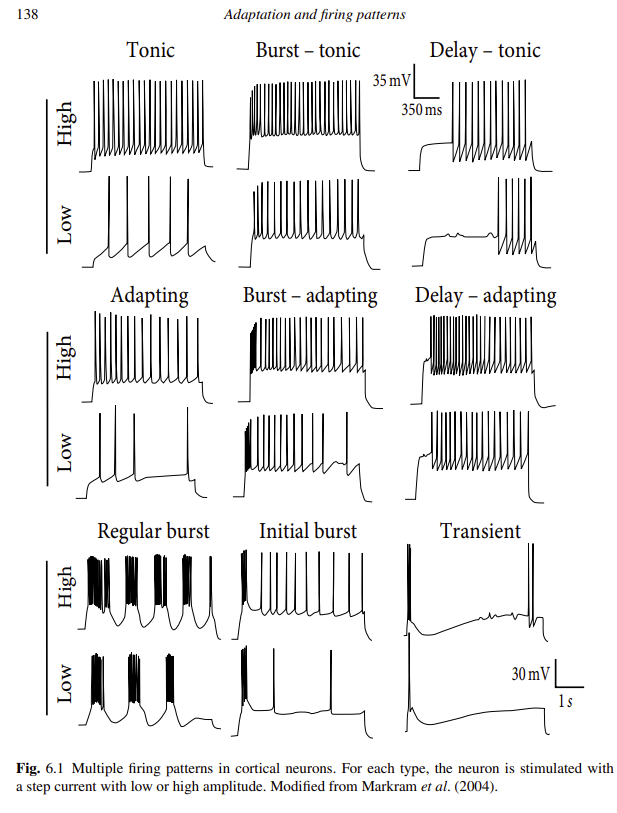 138
Adaptation and firing patterns
Tonic
Burst – tonic
Delay – tonic
35 mV
350 ms
High
Low
Adapting
Burst – adapting
Delay – adapting
High
Low
Regular burst
Initial burst
Transient
High
Low
30 mV
1 s
Fig. 6.1 Multiple firing patterns in cortical neurons. For each type, the neuron is stimulated with
a step current with low or high amplitude. Modified from Markram et al. (2004).